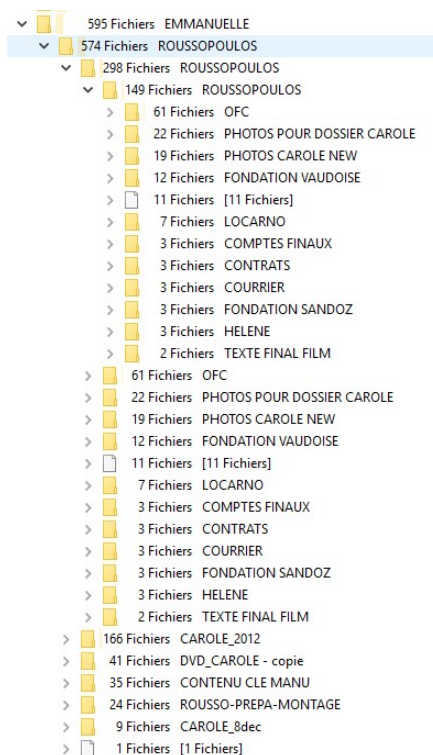 595 Fichiers EMMANUELLE
574 Fichiers ROUSSOPOULOS
298 Fichiers ROUSSOPOULOS
149 Fichiers ROUSSOPOULOS
61 Fichiers OFC
22 Fichiers PHOTOS POUR DOSSIER CAROLE
19 Fichiers PHOTOS CAROLE NEW
12 Fichiers FONDATION VAUDOISE
11 Fichiers [11 Fichiers]
7 Fichiers LOCARNO
3 Fichiers COMPTES FINAUX
3 Fichiers CONTRATS
3 Fichiers COURRIER
3 Fichiers FONDATION SANDOZ
3 Fichiers HELENE
2 Fichiers TEXTE FINAL FILM
61 Fichiers OFC
22 Fichiers PHOTOS POUR DOSSIER CAROLE
19 Fichiers PHOTOS CAROLE NEW
12 Fichiers FONDATION VAUDOISE
11 Fichiers [11 Fichiers]
7 Fichiers LOCARNO
3 Fichiers COMPTES FINAUX
3 Fichiers CONTRATS
3 Fichiers COURRIER
3 Fichiers FONDATION SANDOZ
3 Fichiers HELENE
2 Fichiers TEXTE FINAL FILM
166 Fichiers CAROLE_2012
41 Fichiers DVD_CAROLE - copie
35 Fichiers CONTENU CLE MANU
24 Fichiers ROUSSO-PREPA-MONTAGE
9 Fichiers CAROLE_8dec
1 Fichiers [1 Fichiers]